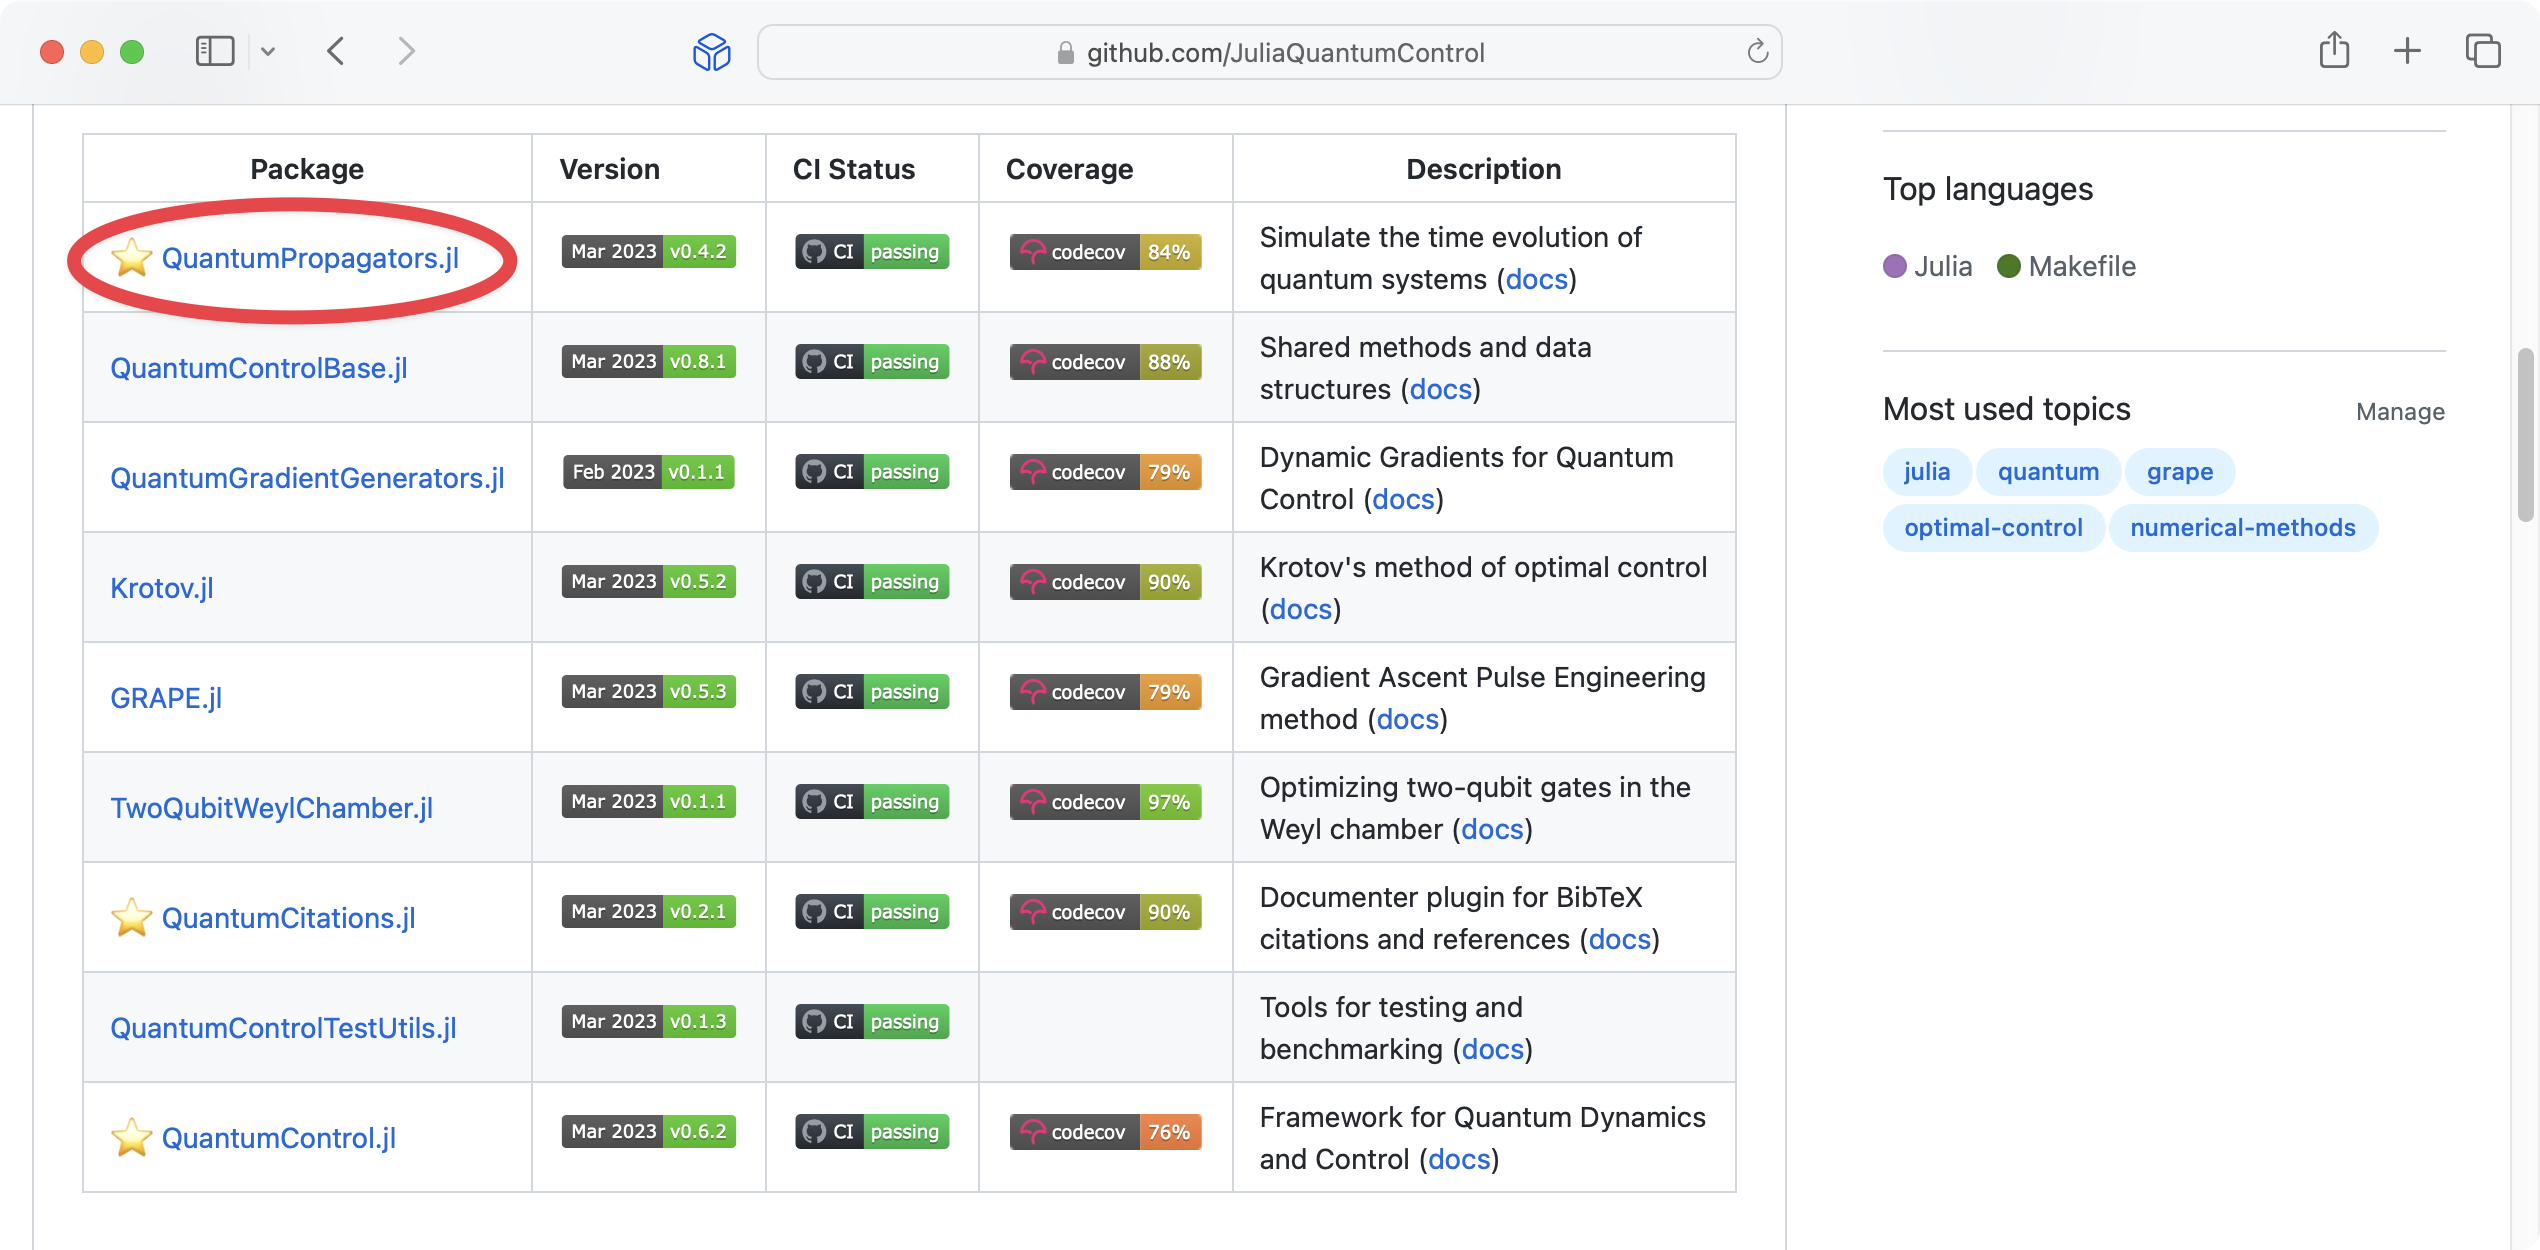 github.com/JuliaQuantumControl
Package Version CI Status Coverage Description
QuantumPropagators.jl Mar 2023 v0.4.2 CI passing codecov 84% Simulate the time evolution of
quantum systems (docs)
QuantumControlBase.jl Mar 2023 v0.8.1 CI passing codecov 88% Shared methods and data
structures (docs)
QuantumGradientGenerators.jl Feb 2023 v0.1.1 CI passing codecov 79% Dynamic Gradients for Quantum
Control (docs)
Krotov.jl Mar 2023 v0.5.2 CI passing codecov 90% Krotov's method of optimal control
(docs)
GRAPE.jl Mar 2023 v0.5.3 CI passing codecov 79% Gradient Ascent Pulse Engineering
method (docs)
TwoQubitWeylChamber.jl Mar 2023 v0.1.1 CI passing codecov 97% Optimizing two-qubit gates in the
Weyl chamber (docs)
QuantumCitations.jl Mar 2023 v0.2.1 CI passing codecov 90% Documenter plugin for BibTeX
citations and references (docs)
QuantumControlTestUtils.jl Mar 2023 v0.1.3 CI passing Tools for testing and
benchmarking (docs)
QuantumControl.jl Mar 2023 v0.6.2 CI passing codecov 76% Framework for Quantum Dynamics
and Control (docs)
Top languages
Julia Makefile
Most used topics Manage
julia quantum grape
optimal-control numerical-methods